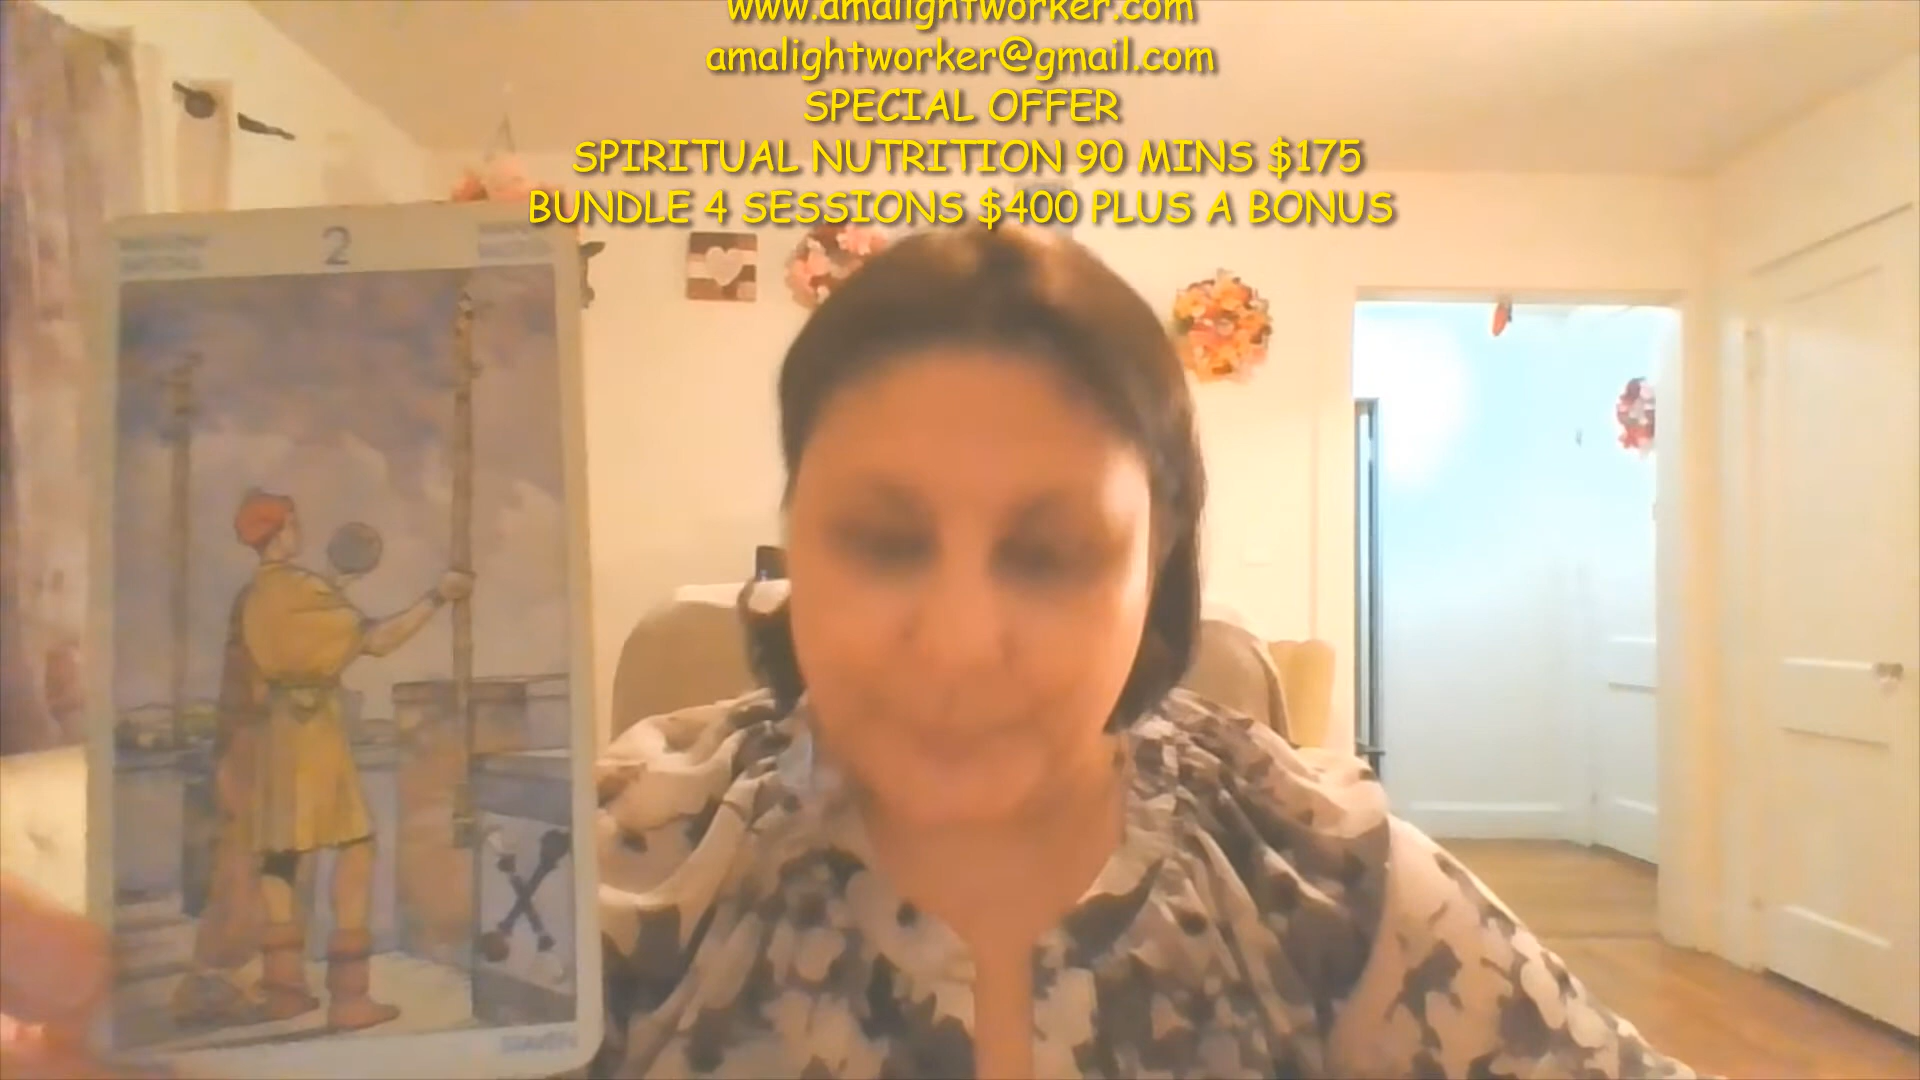 www.amalightworker.com
amalightworker@gmail.com
SPECIAL OFFER
SPIRITUAL NUTRITION 90 MINS $175
BUNDLE 4 SESSIONS $400 PLUS A BONUS
2